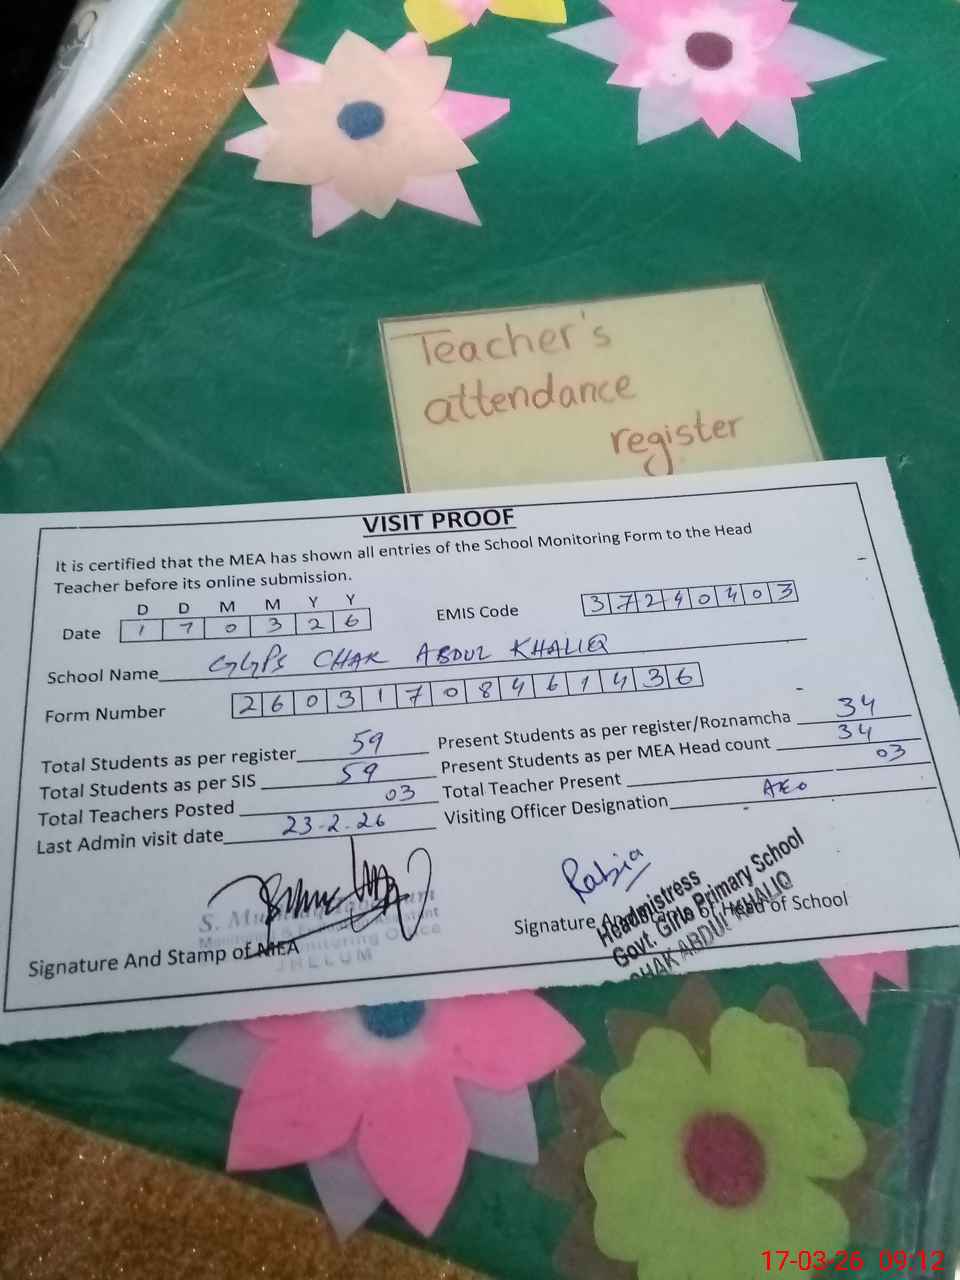 Teacher's
attendance
register
VISIT PROOF
It is certified that the MEA has shown all entries of the School Monitoring Form to the Head
Teacher before its online submission.
D D M M Y Y
Date 1 7 0 3 2 6 EMIS Code 3 7 2 4 0 4 0 3
School Name GGPS CHAK ABDUL KHALIQ
Form Number 2 6 0 3 1 7 0 8 4 6 1 4 3 6
Total Students as per register 59 Present Students as per register/Roznamcha 34
Total Students as per SIS 59 Present Students as per MEA Head count 34
Total Teachers Posted 03 Total Teacher Present 03
Last Admin visit date 23-2-26 Visiting Officer Designation AEO
Rabia
S.
JHELUM
Signature And Stamp of MEA
Signature And Stamp of Head of School
Headmistress
Govt. Girls Primary School
CHAK ABDUL KHALIQ
17-03-26 09:12